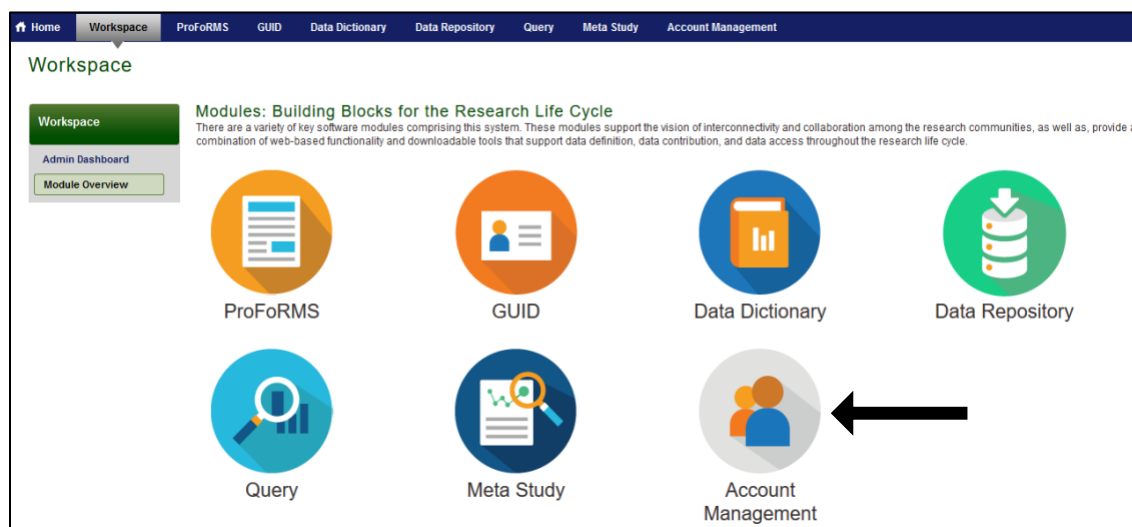 Home Workspace ProFoRMS GUID Data Dictionary Data Repository Query Meta Study Account Management
Workspace
Workspace
Admin Dashboard
Module Overview
Modules: Building Blocks for the Research Life Cycle
There are a variety of key software modules comprising this system. These modules support the vision of interconnectivity and collaboration among the research communities, as well as, provide a
combination of web-based functionality and downloadable tools that support data definition, data contribution, and data access throughout the research life cycle.
ProFoRMS GUID Data Dictionary Data Repository
Query Meta Study Account
Management